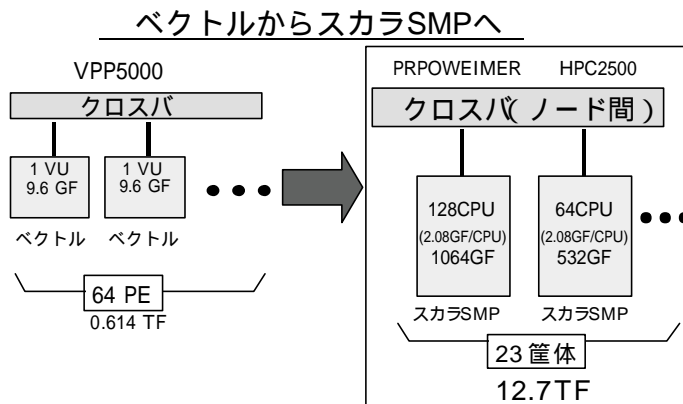 ベクトルからスカラSMPへ
VPP5000
クロスバ
1 VU
9.6 GF
1 VU
9.6 GF
ベクトル
ベクトル
64 PE
0.614 TF
PRPOWEIMER
HPC2500
クロスバ( ノード間 )
128CPU
(2.08GF/CPU)
1064GF
64CPU
(2.08GF/CPU)
532GF
スカラSMP
スカラSMP
23 筐体
12.7TF